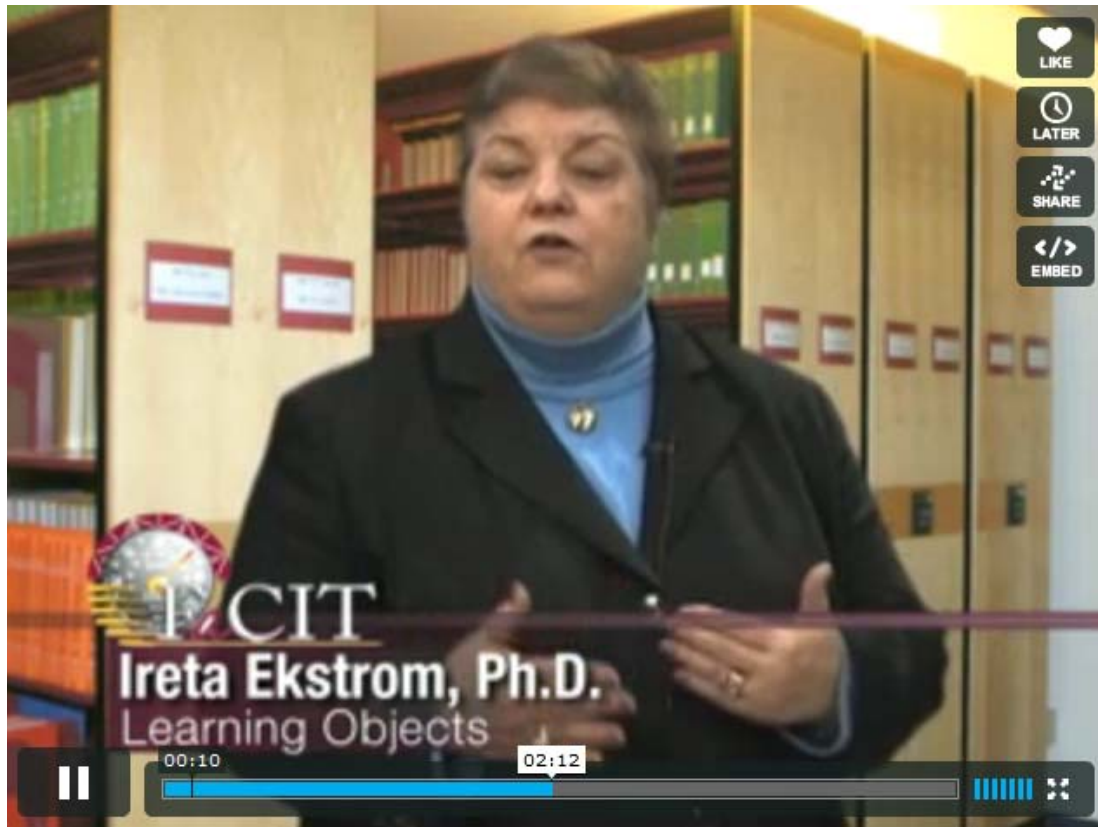 LIKE
LATER
SHARE
</>
EMBED
CIT
Ireta Ekstrom, Ph.D.
Learning Objects
00:10
02:12